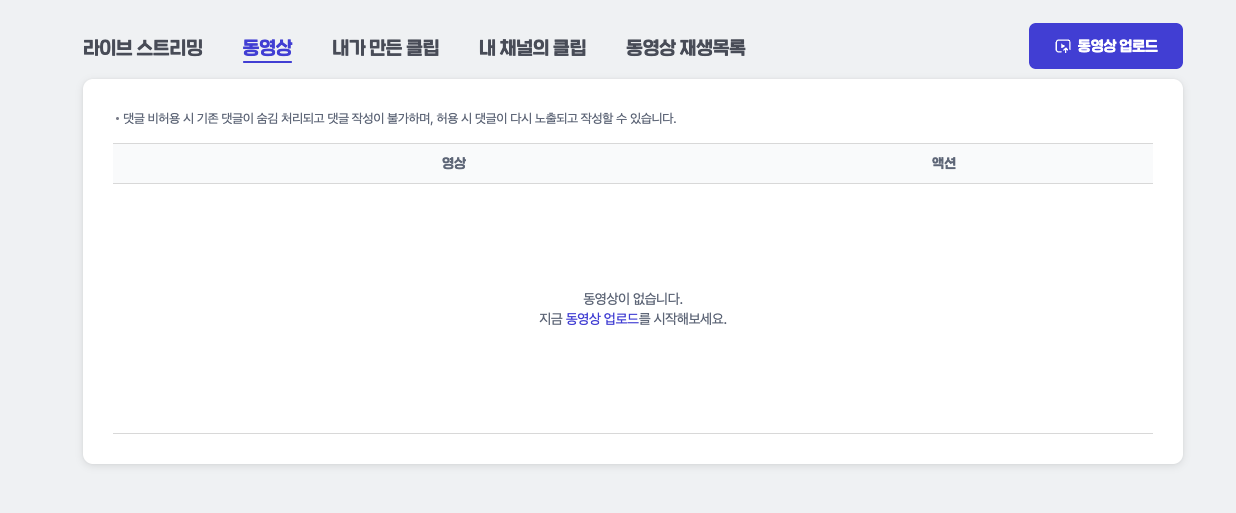 라이브 스트리밍 동영상 내가 만든 클립 내 채널의 클립 동영상 재생목록 동영상 업로드
• 댓글 비허용 시 기존 댓글이 숨김 처리되고 댓글 작성이 불가하며, 허용 시 댓글이 다시 노출되고 작성할 수 있습니다.
영상 액션
동영상이 없습니다.
지금 동영상 업로드를 시작해보세요.